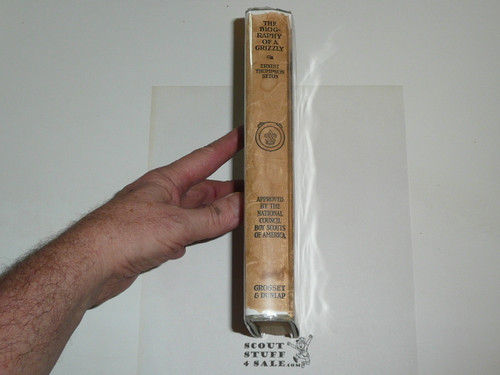 THE
BIOG-
RAPHY
OF A
GRIZZLY
ERNEST
THOMPSON
SETON
APPROVED
BY THE
NATIONAL
COUNCIL
BOY SCOUTS
OF AMERICA
GROSSET
& DUNLAP
SCOUT
STUFF
4 SALE.com